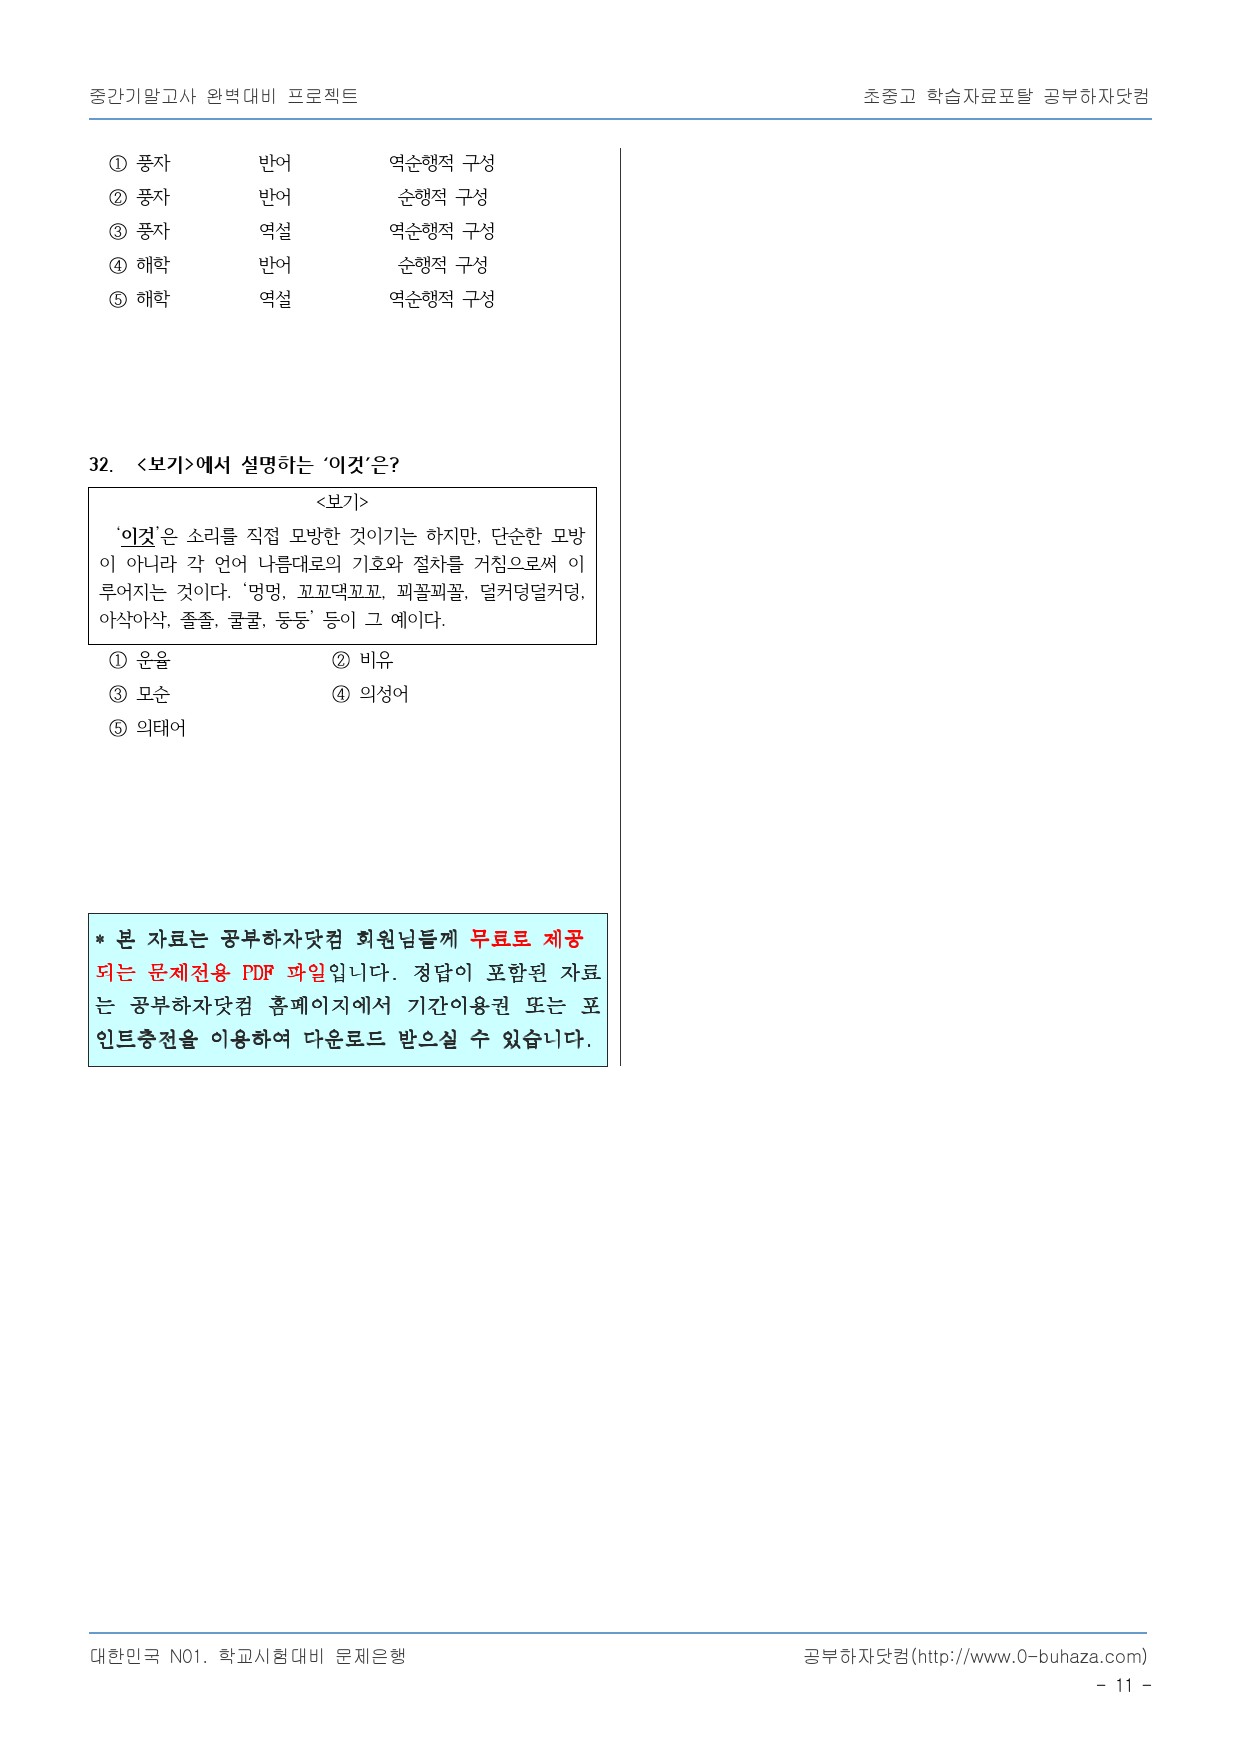 중간기말고사 완벽대비 프로젝트
초중고 학습자료포탈 공부하자닷컴
① 풍자 반어 역순행적 구성
② 풍자 반어 순행적 구성
③ 풍자 역설 역순행적 구성
④ 해학 반어 순행적 구성
⑤ 해학 역설 역순행적 구성
32. <보기>에서 설명하는 ‘이것’은?
<보기>
‘이것’은 소리를 직접 모방한 것이기는 하지만, 단순한 모방
이 아니라 각 언어 나름대로의 기호와 절차를 거침으로써 이
루어지는 것이다. ‘멍멍, 꼬꼬댁꼬꼬, 꾀꼴꾀꼴, 덜커덩덜커덩,
아삭아삭, 졸졸, 쿨쿨, 둥둥’ 등이 그 예이다.
① 운율 ② 비유
③ 모순 ④ 의성어
⑤ 의태어
* 본 자료는 공부하자닷컴 회원님들께 무료로 제공
되는 문제전용 PDF 파일입니다. 정답이 포함된 자료
는 공부하자닷컴 홈페이지에서 기간이용권 또는 포
인트충전을 이용하여 다운로드 받으실 수 있습니다.
대한민국 N01. 학교시험대비 문제은행
공부하자닷컴(http://www.0-buhaza.com)
- 11 -